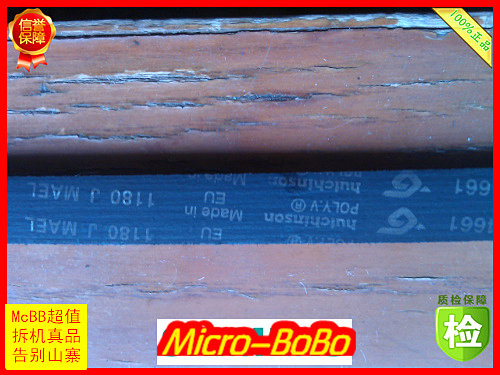 信誉
保障
100%正品
1180 J MAEL
Made in
EU
hutchinson
POLY.V®
661
1180 J MAEL
EU
Made in
hutchinson
POLY.V®
661
McBB超值
拆机真品
告别山寨
Micro-BoBo
质检保障
检